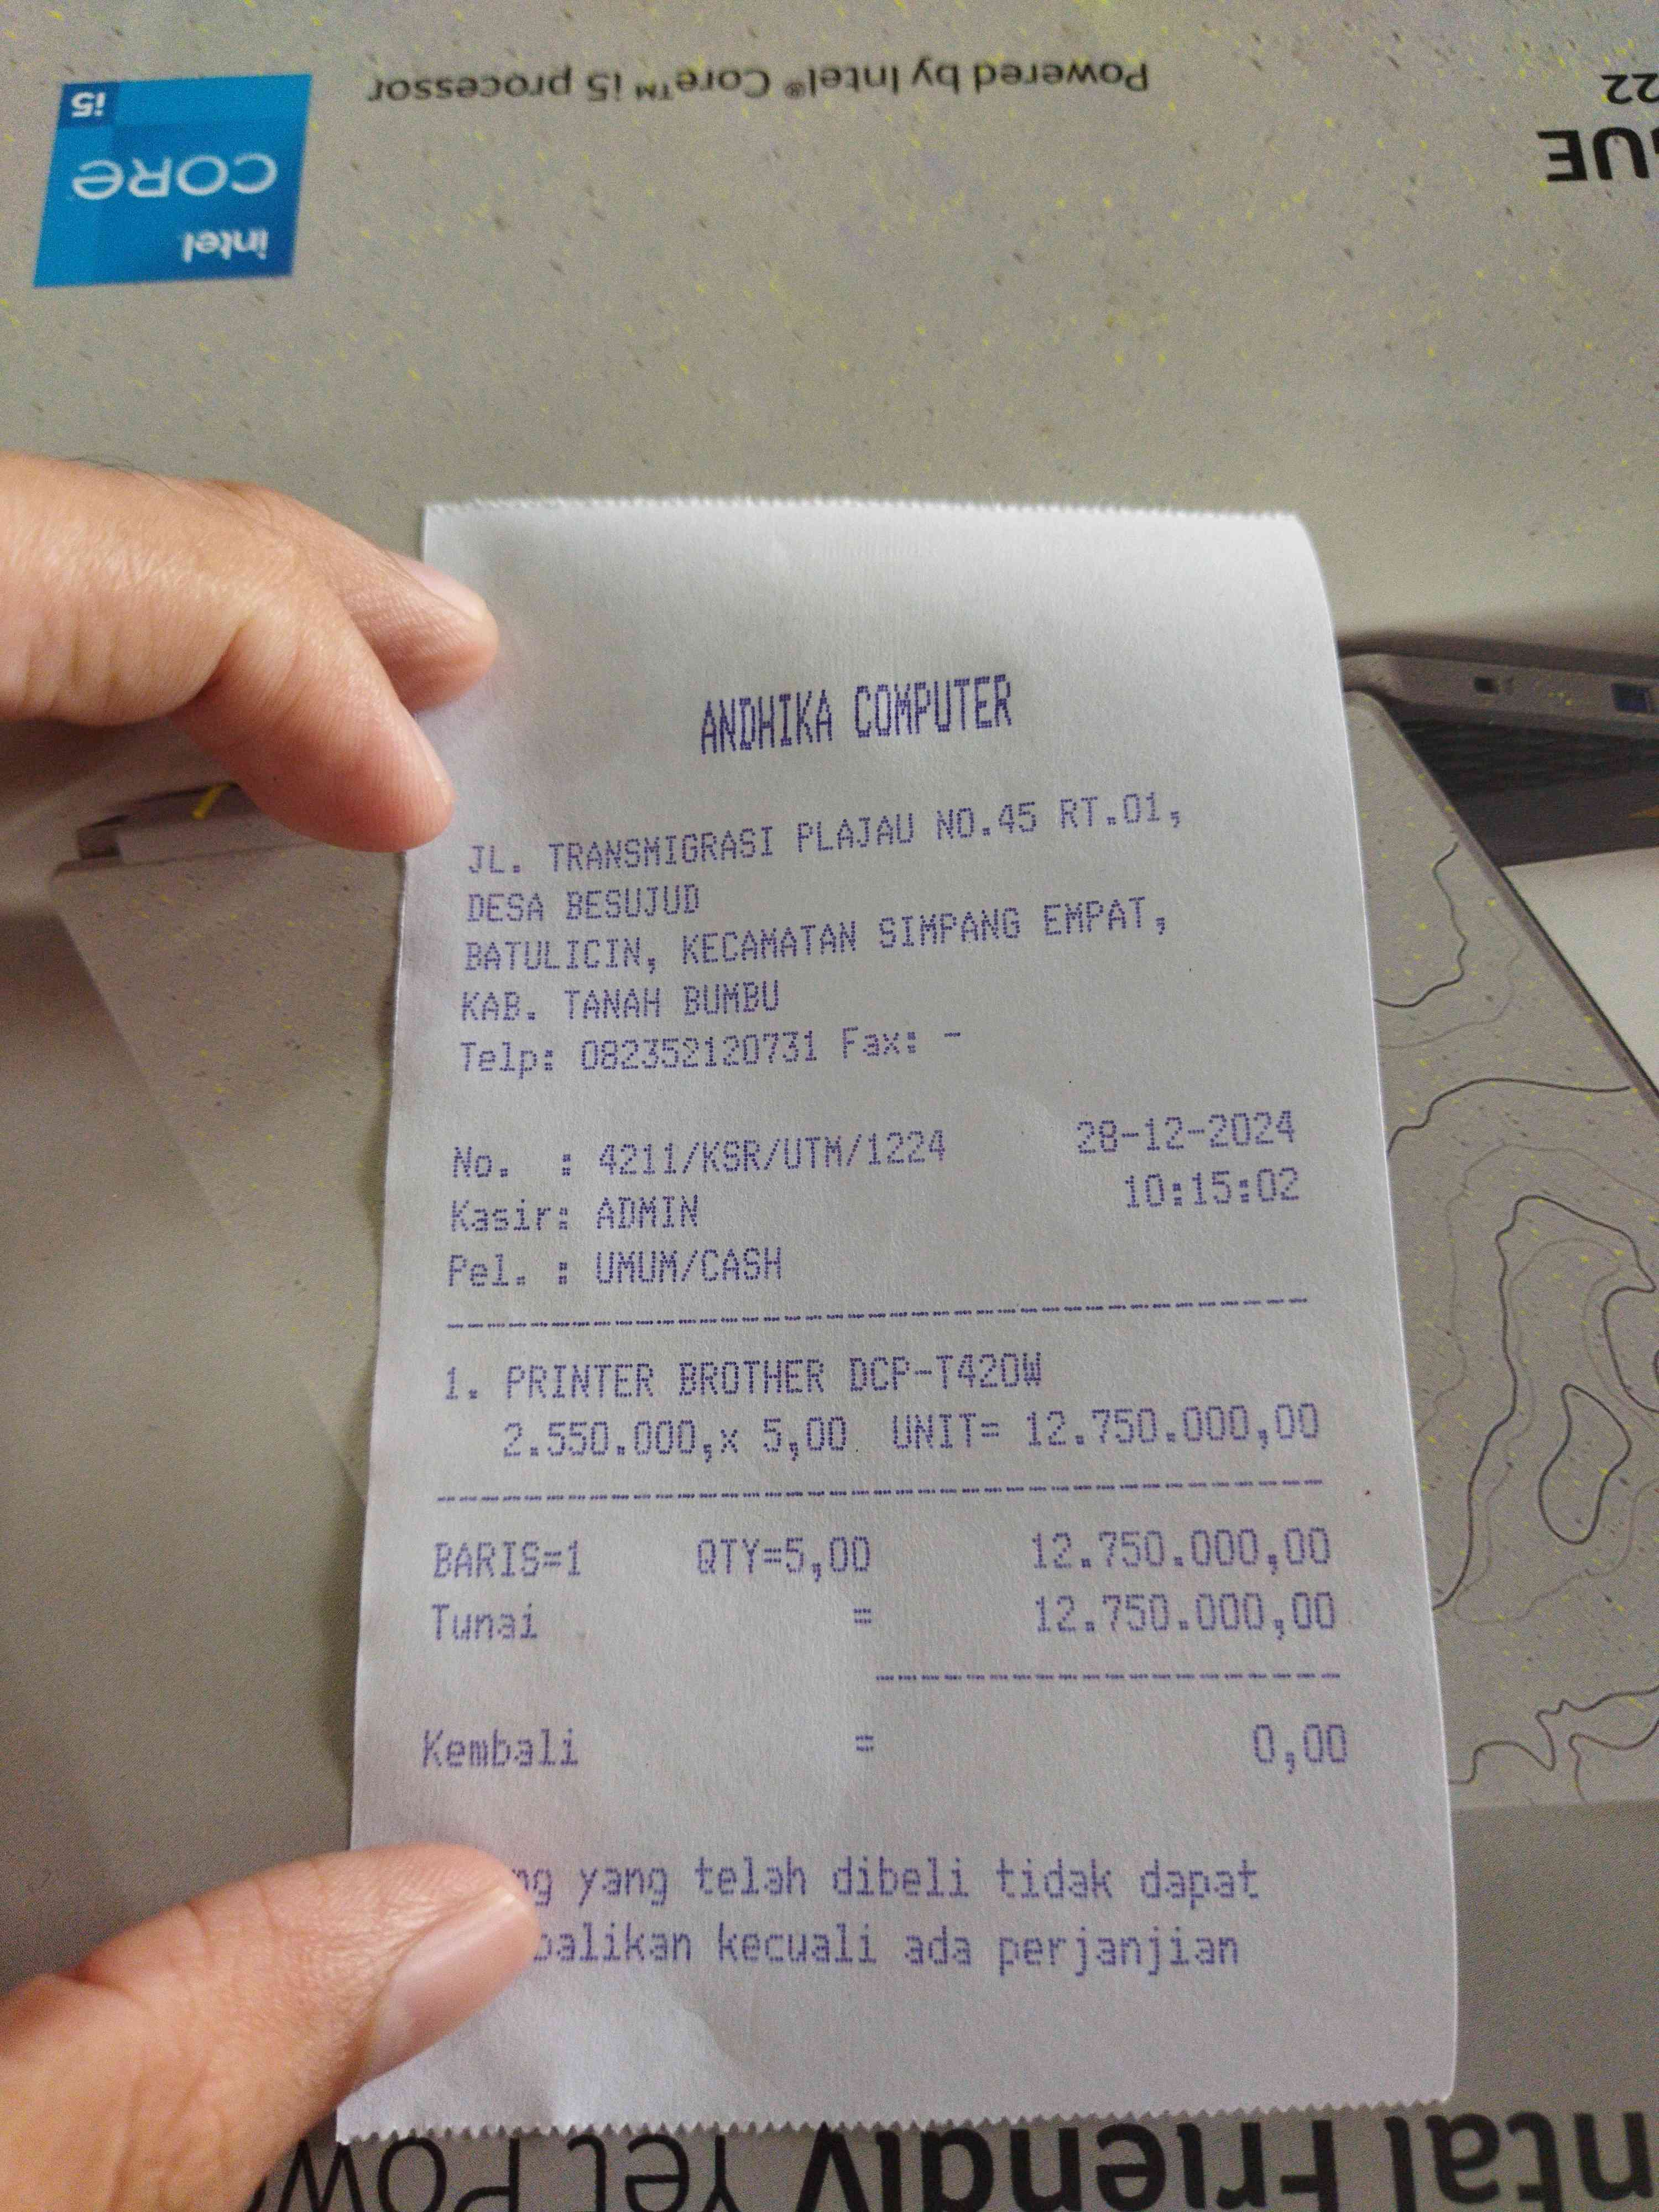 Powered by Intel® Core™ i5 processor
intel
CORE
i5
22
ANDHIKA COMPUTER
JL. TRANSMIGRASI PLAJAU NO.45 RT.01,
DESA BESUJUD
BATULICIN, KECAMATAN SIMPANG EMPAT,
KAB. TANAH BUMBU
Telp: 082352120731 Fax: -
No. : 4211/KSR/UTM/1224 28-12-2024
Kasir: ADMIN 10:15:02
Pel. : UMUM/CASH
1. PRINTER BROTHER DCP-T420W
2.550.000,x 5,00 UNIT= 12.750.000,00
BARIS=1 QTY=5,00 12.750.000,00
Tunai = 12.750.000,00
Kembali = 0,00
yang telah dibeli tidak dapat
kecuali ada perjanjian
Friendly Yet